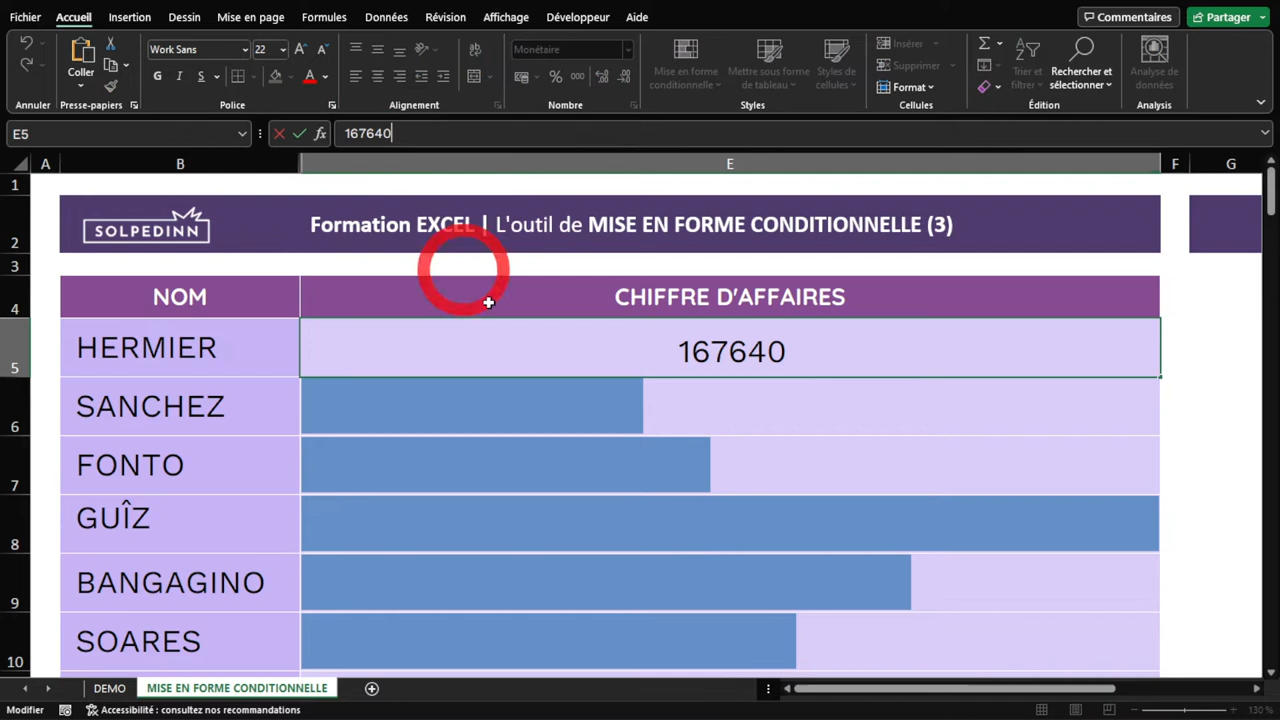 Fichier Accueil Insertion Dessin Mise en page Formules Données Révision Affichage Développeur Aide Commentaires Partager
Work Sans 22 Monétaire
Coller
G I S A % 000
Mise en forme conditionnelle
Mettre sous forme de tableau
Styles de cellules
Insérer
Supprimer
Format
Trier et filtrer
Rechercher et sélectionner
Analyse de données
Annuler Presse-papiers Police Alignement Nombre Styles Cellules Édition Analysis
E5 fx 167640
A B E F G
1
2 SOLPEDINN Formation EXCEL | L'outil de MISE EN FORME CONDITIONNELLE (3)
3
4 NOM CHIFFRE D'AFFAIRES
5 HERMIER 167640
6 SANCHEZ
7 FONTO
8 GUÎZ
9 BANGAGINO
10 SOARES
DEMO MISE EN FORME CONDITIONNELLE
Modifier Accessibilité : consultez nos recommandations 130 %